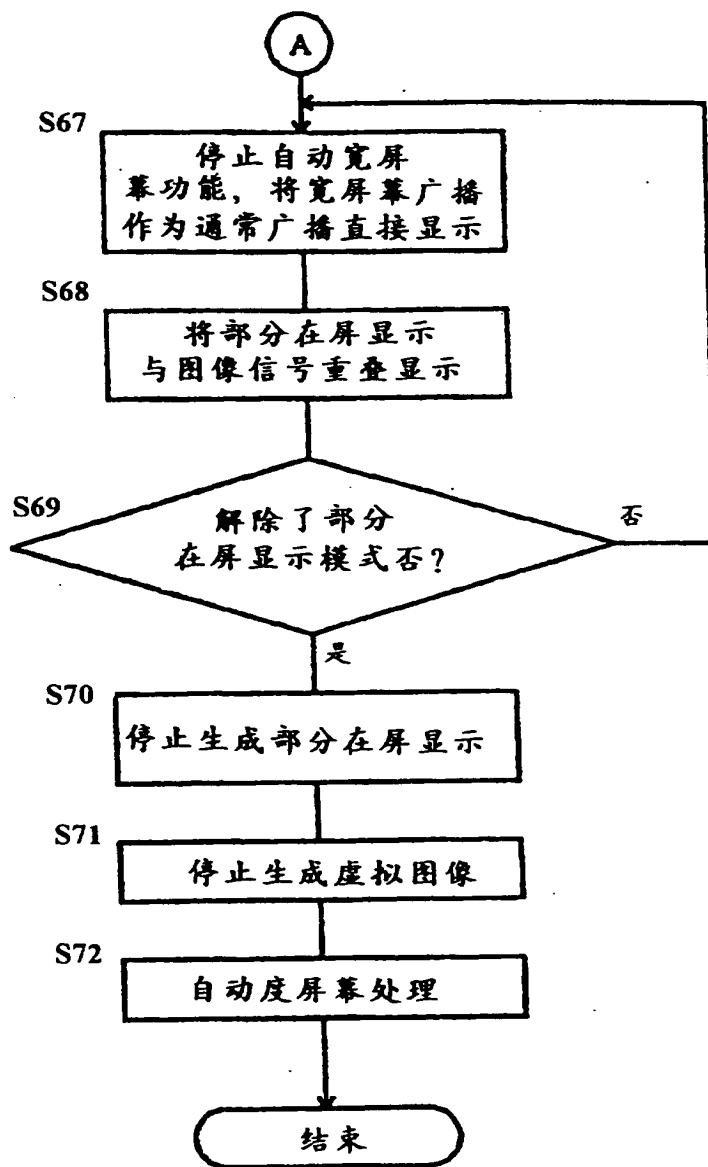 A
S67
停止自动宽屏
幕功能，将宽屏幕广播
作为通常广播直接显示
S68
将部分在屏显示
与图像信号重叠显示
S69
解除了部分
在屏显示模式否？
否
是
S70
停止生成部分在屏显示
S71
停止生成虚拟图像
S72
自动度屏幕处理
结束